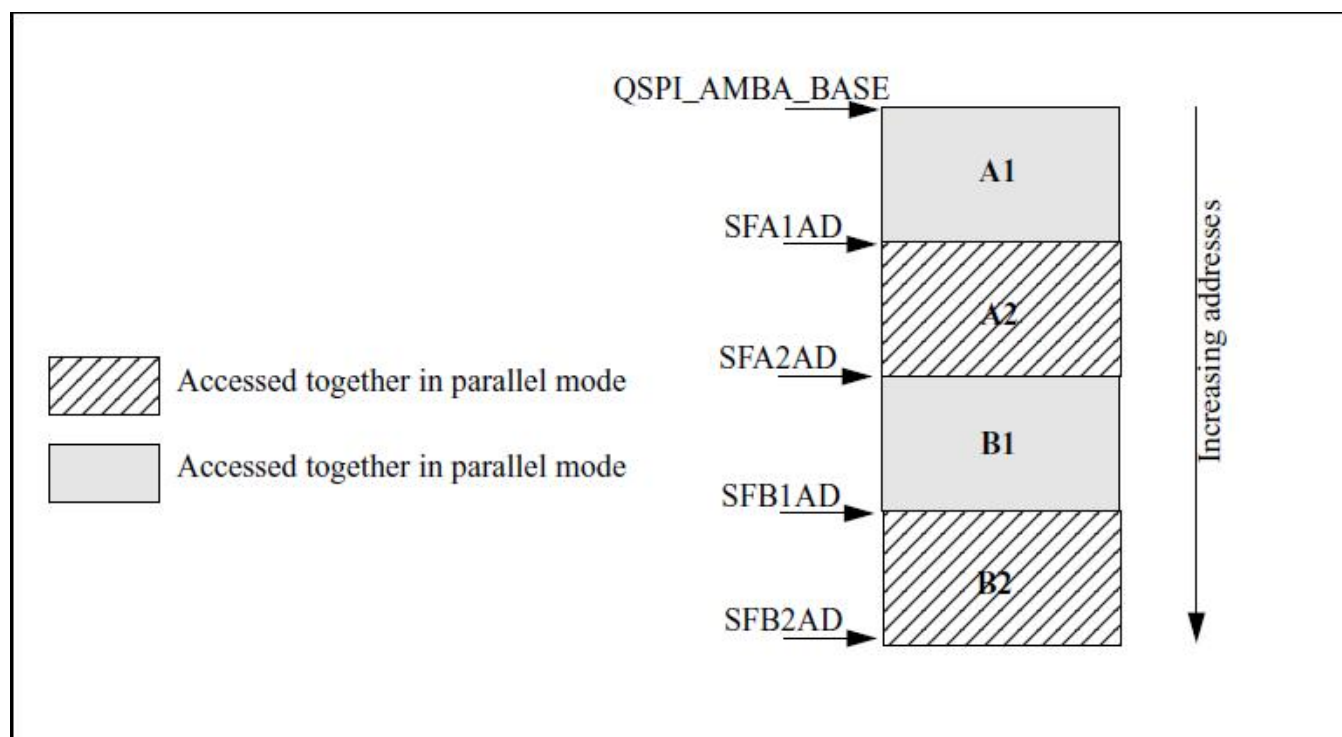 QSPI_AMBA_BASE
A1
SFA1AD
A2
SFA2AD
Accessed together in parallel mode
B1
Accessed together in parallel mode
SFB1AD
B2
SFB2AD
Increasing addresses